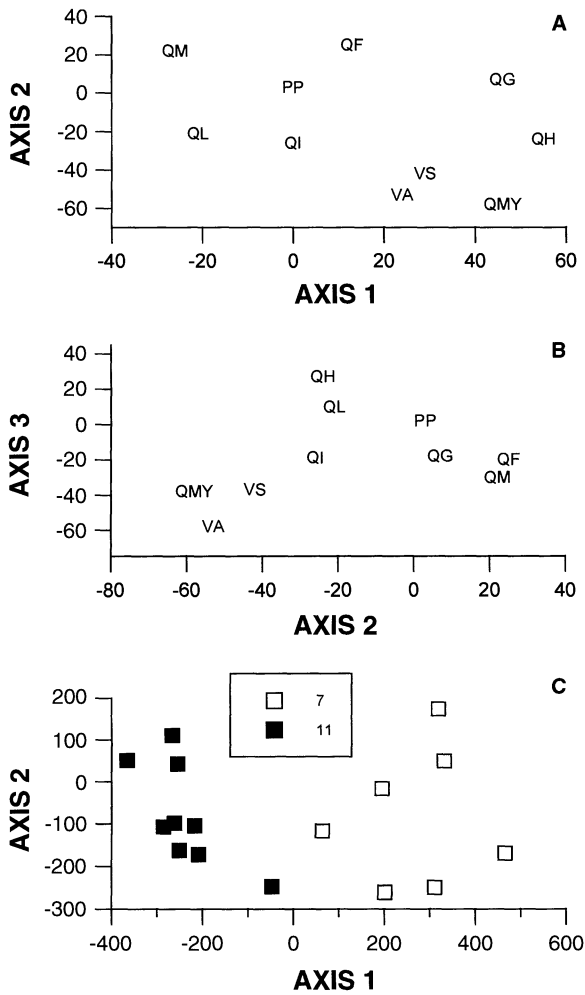 A
40
20
0
-20
-40
-60
AXIS 2
QM
QF
PP
QG
QL
QI
QH
VS
VA
QMY
-40 -20 0 20 40 60
AXIS 1
B
40
20
0
-20
-40
-60
AXIS 3
QH
QL
PP
QI
QG
QF
QM
QMY
VS
VA
-80 -60 -40 -20 0 20 40
AXIS 2
C
200
100
0
-100
-200
-300
AXIS 2
7
11
-400 -200 0 200 400 600
AXIS 1